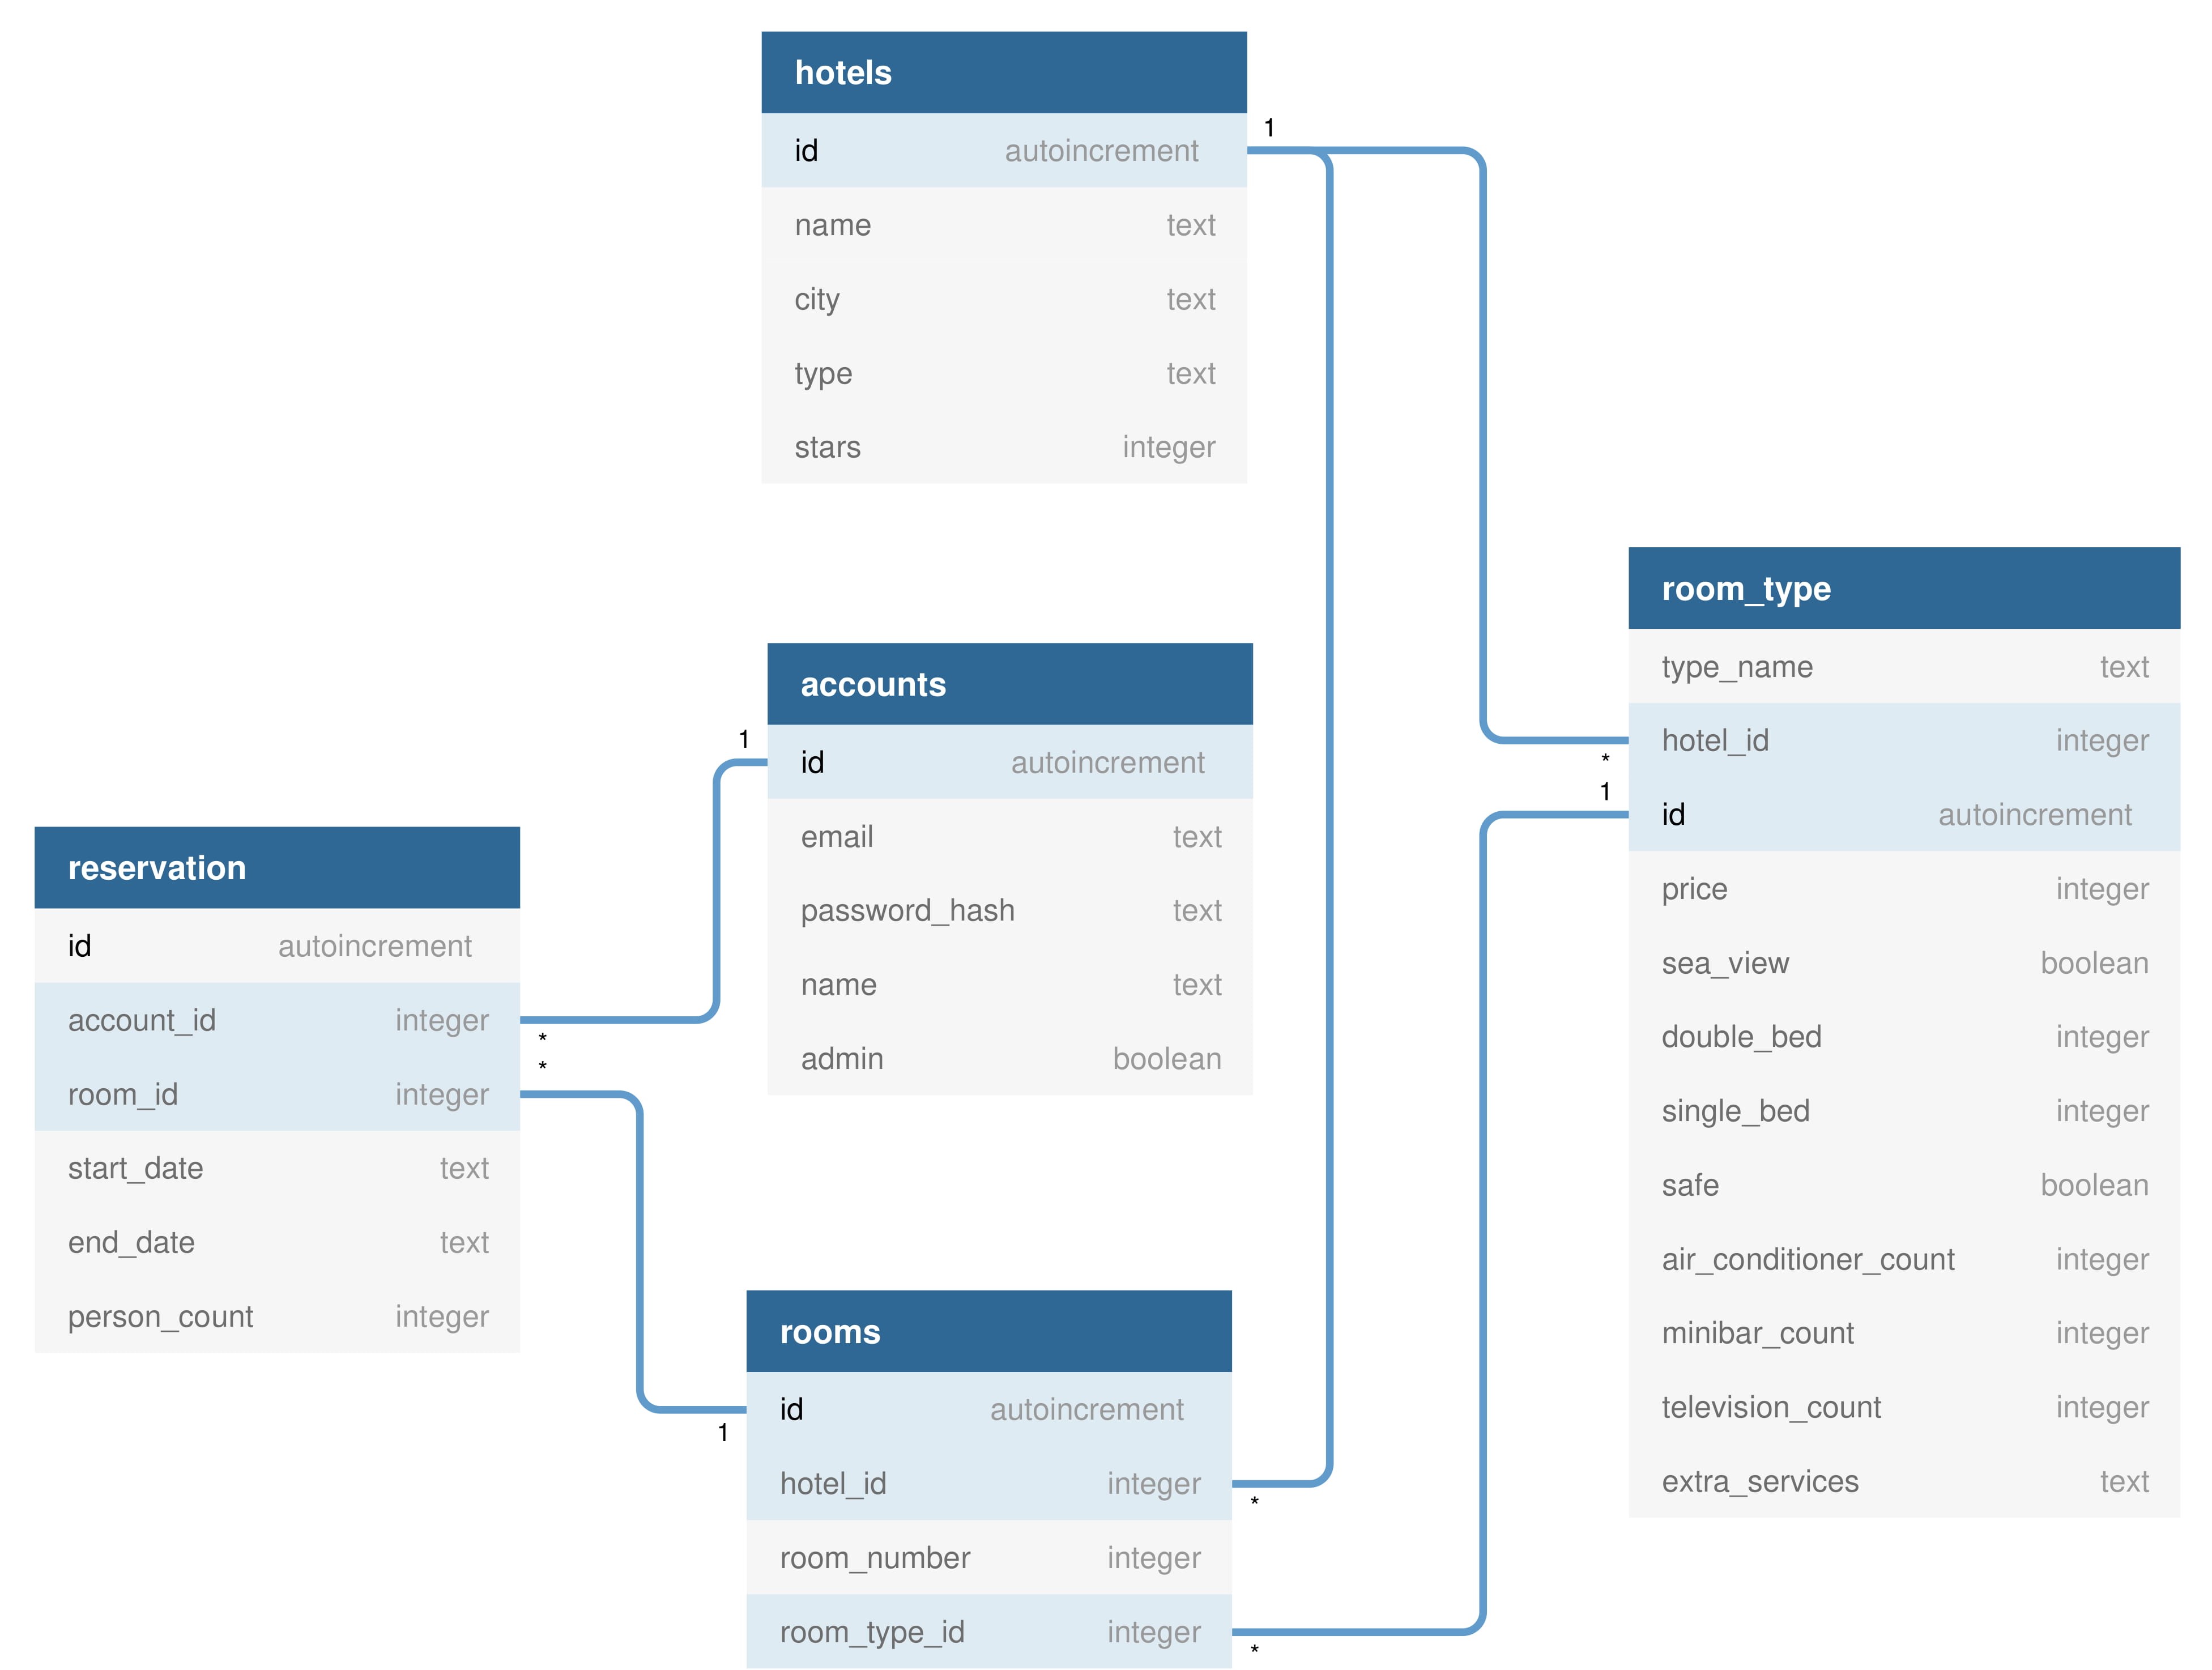 hotels
id autoincrement
name text
city text
type text
stars integer
1
room_type
type_name text
hotel_id integer
id autoincrement
price integer
sea_view boolean
double_bed integer
single_bed integer
safe boolean
air_conditioner_count integer
minibar_count integer
television_count integer
extra_services text
*
1
accounts
id autoincrement
email text
password_hash text
name text
admin boolean
1
reservation
id autoincrement
account_id integer
room_id integer
start_date text
end_date text
person_count integer
*
*
rooms
id autoincrement
hotel_id integer
room_number integer
room_type_id integer
1
*
*